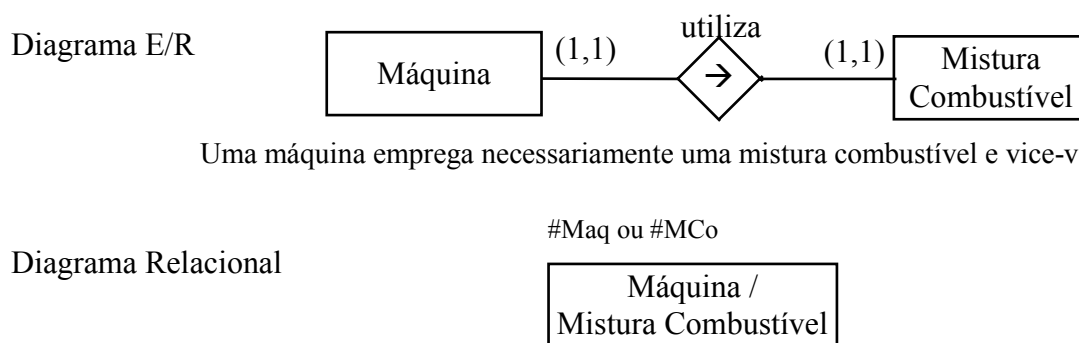 Diagrama E/R
Máquina
(1,1)
utiliza
→
(1,1)
Mistura
Combustível
Uma máquina emprega necessariamente uma mistura combustível e vice-v
Diagrama Relacional
#Maq ou #MCo
Máquina /
Mistura Combustível